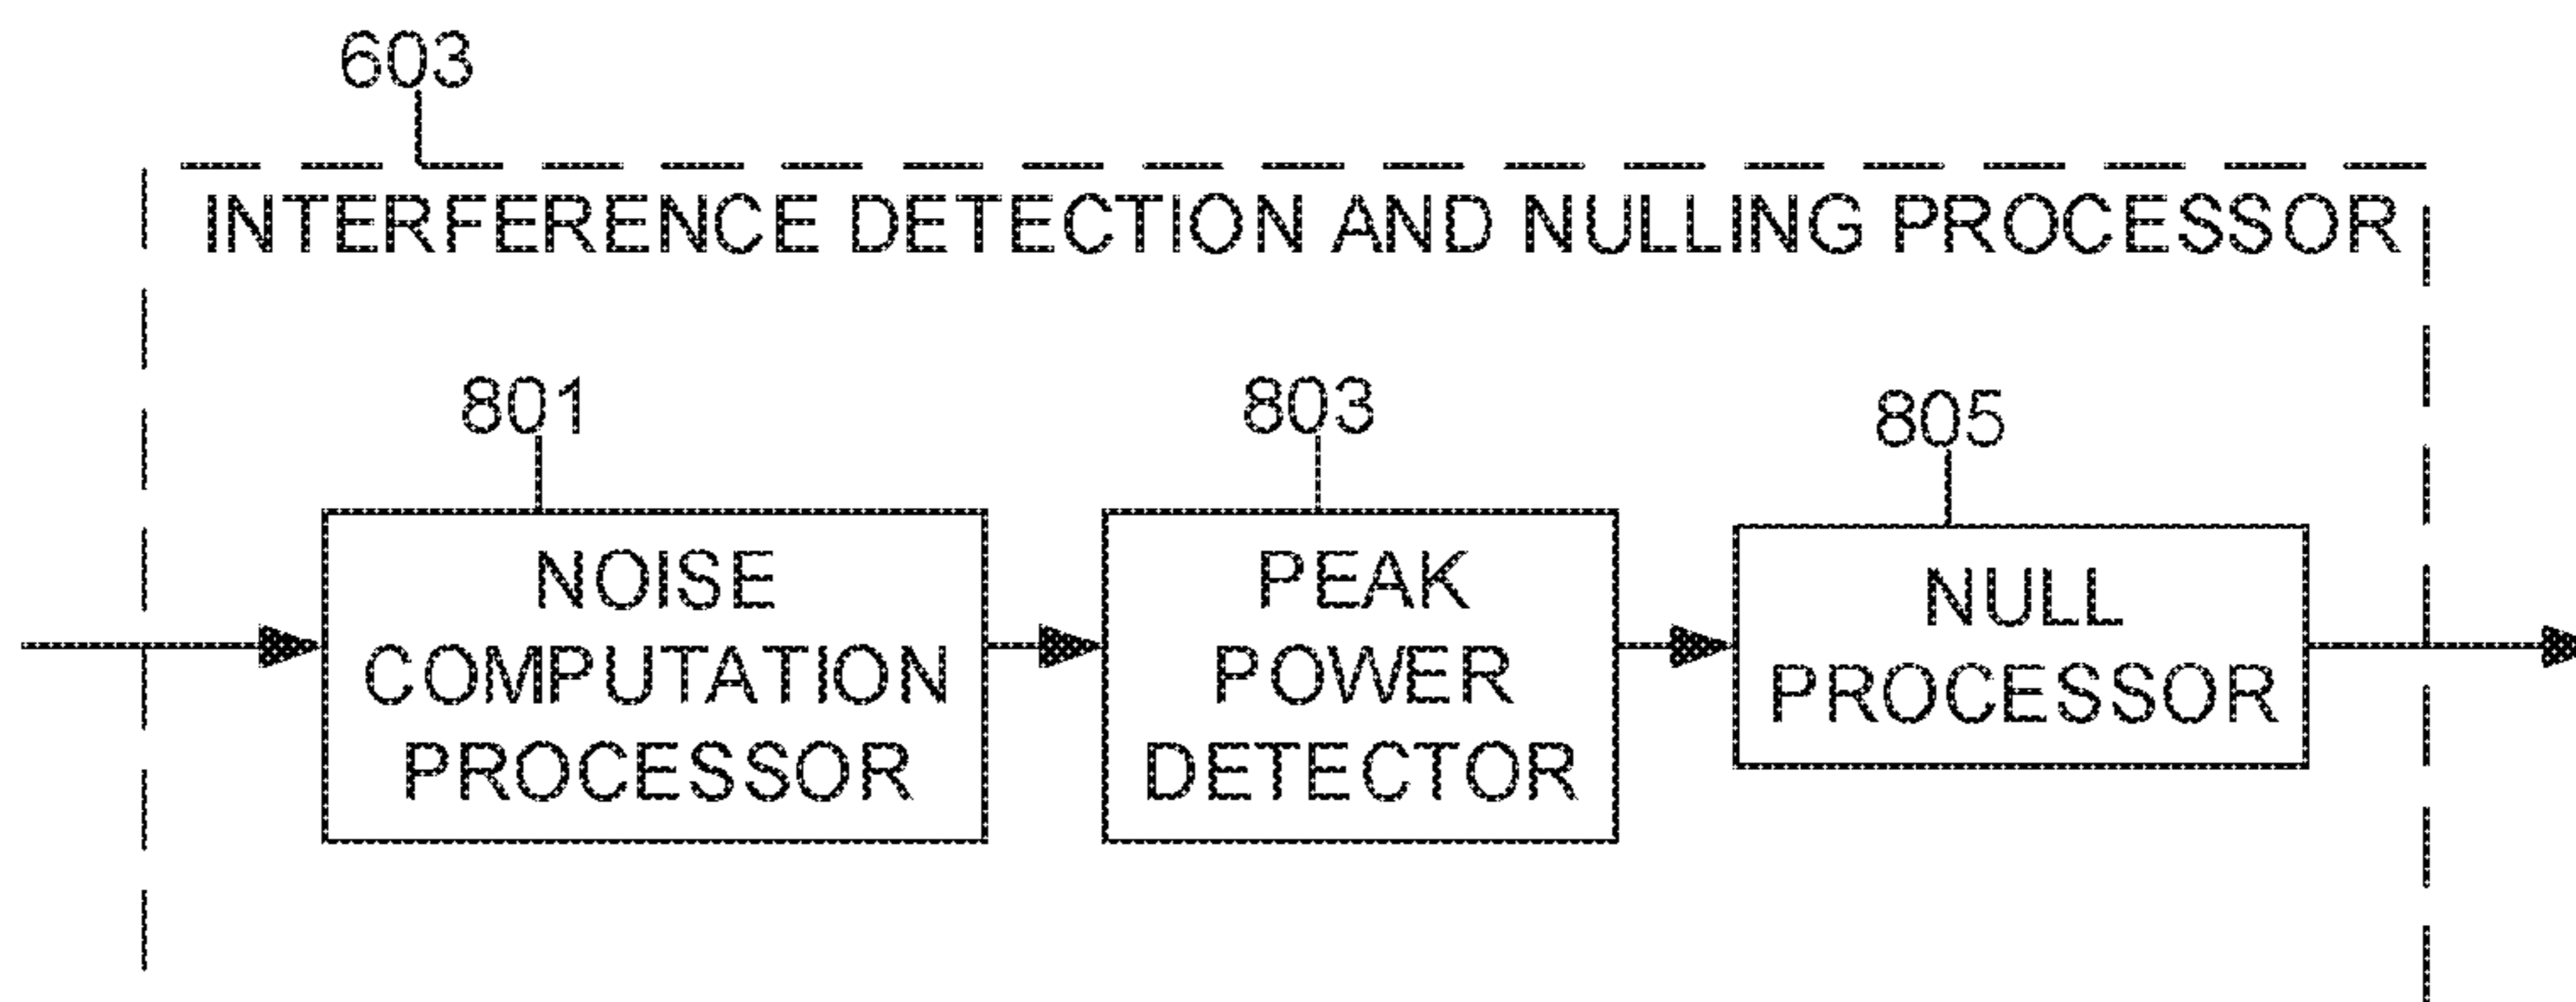 603
INTERFERENCE DETECTION AND NULLING PROCESSOR
801
NOISE
COMPUTATION
PROCESSOR
803
PEAK
POWER
DETECTOR
805
NULL
PROCESSOR